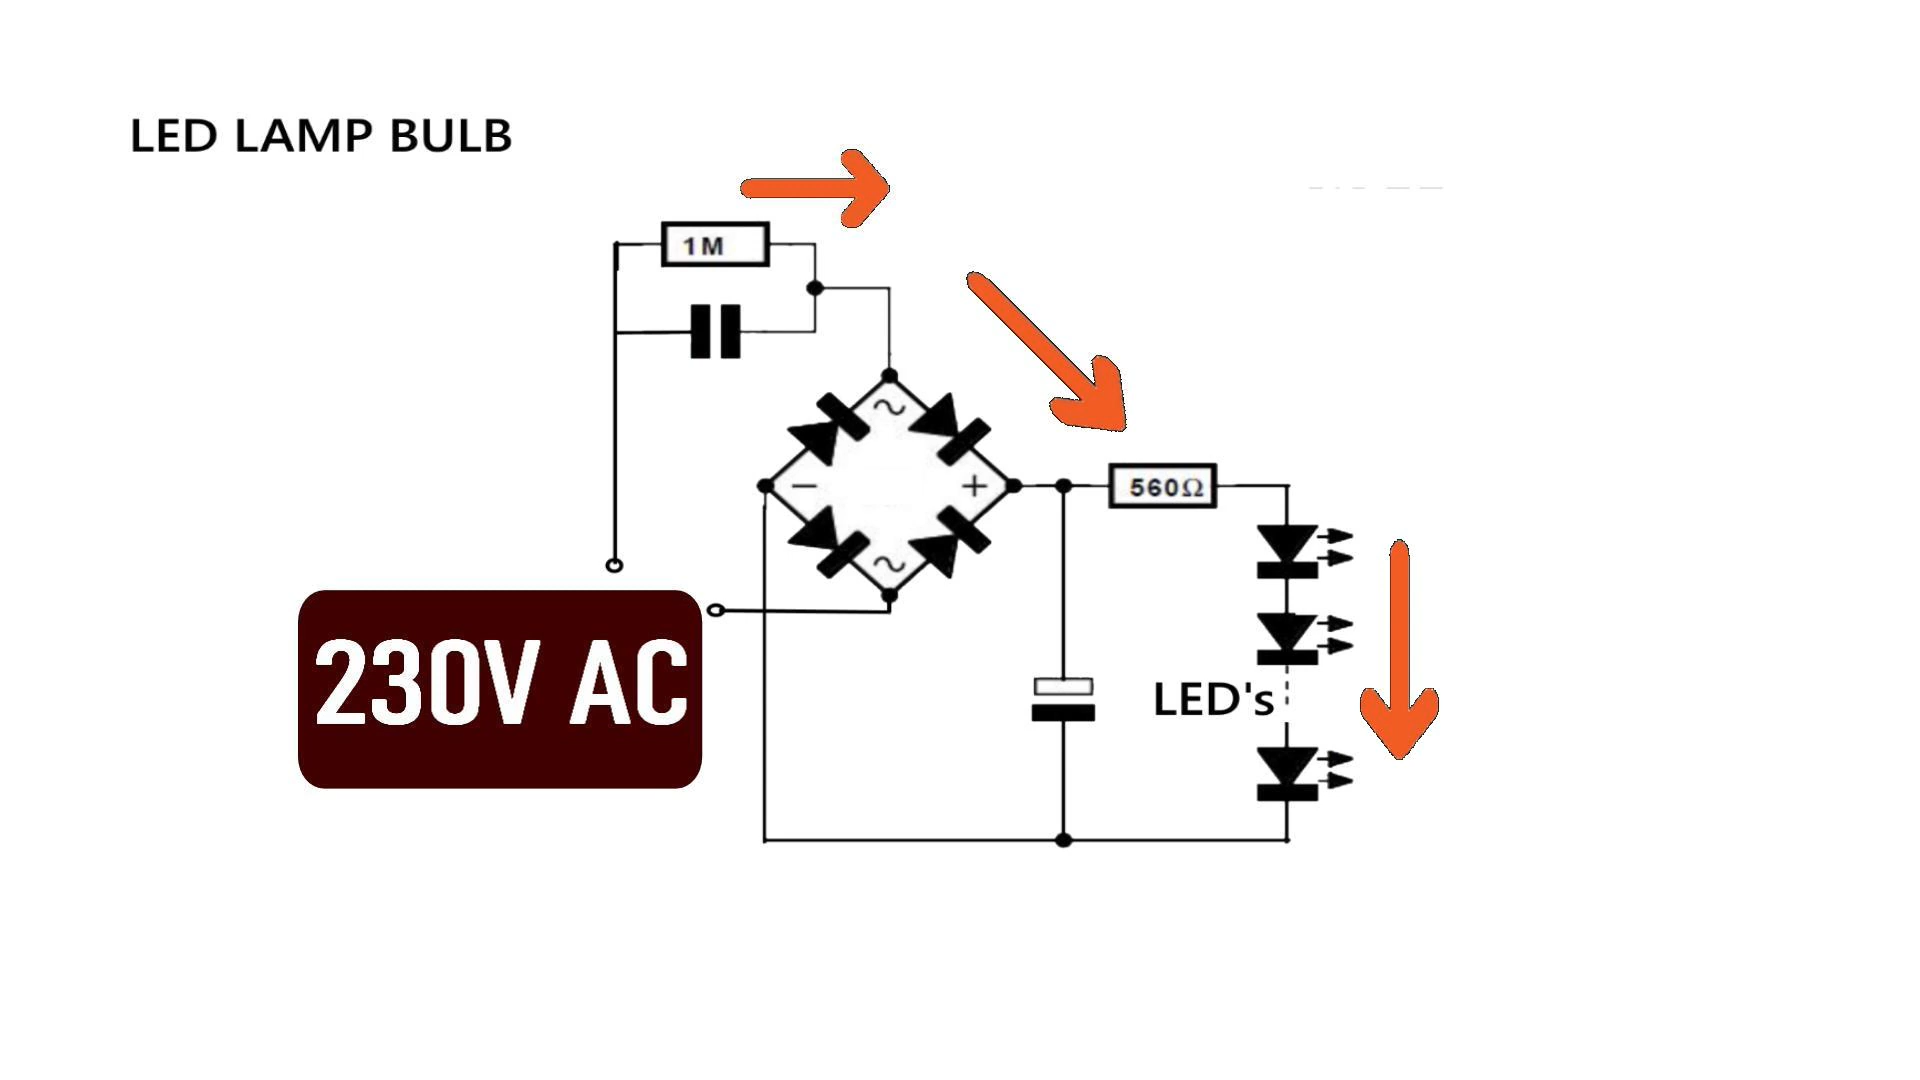 LED LAMP BULB
1M
~
− +
560Ω
~
230V AC
LED's